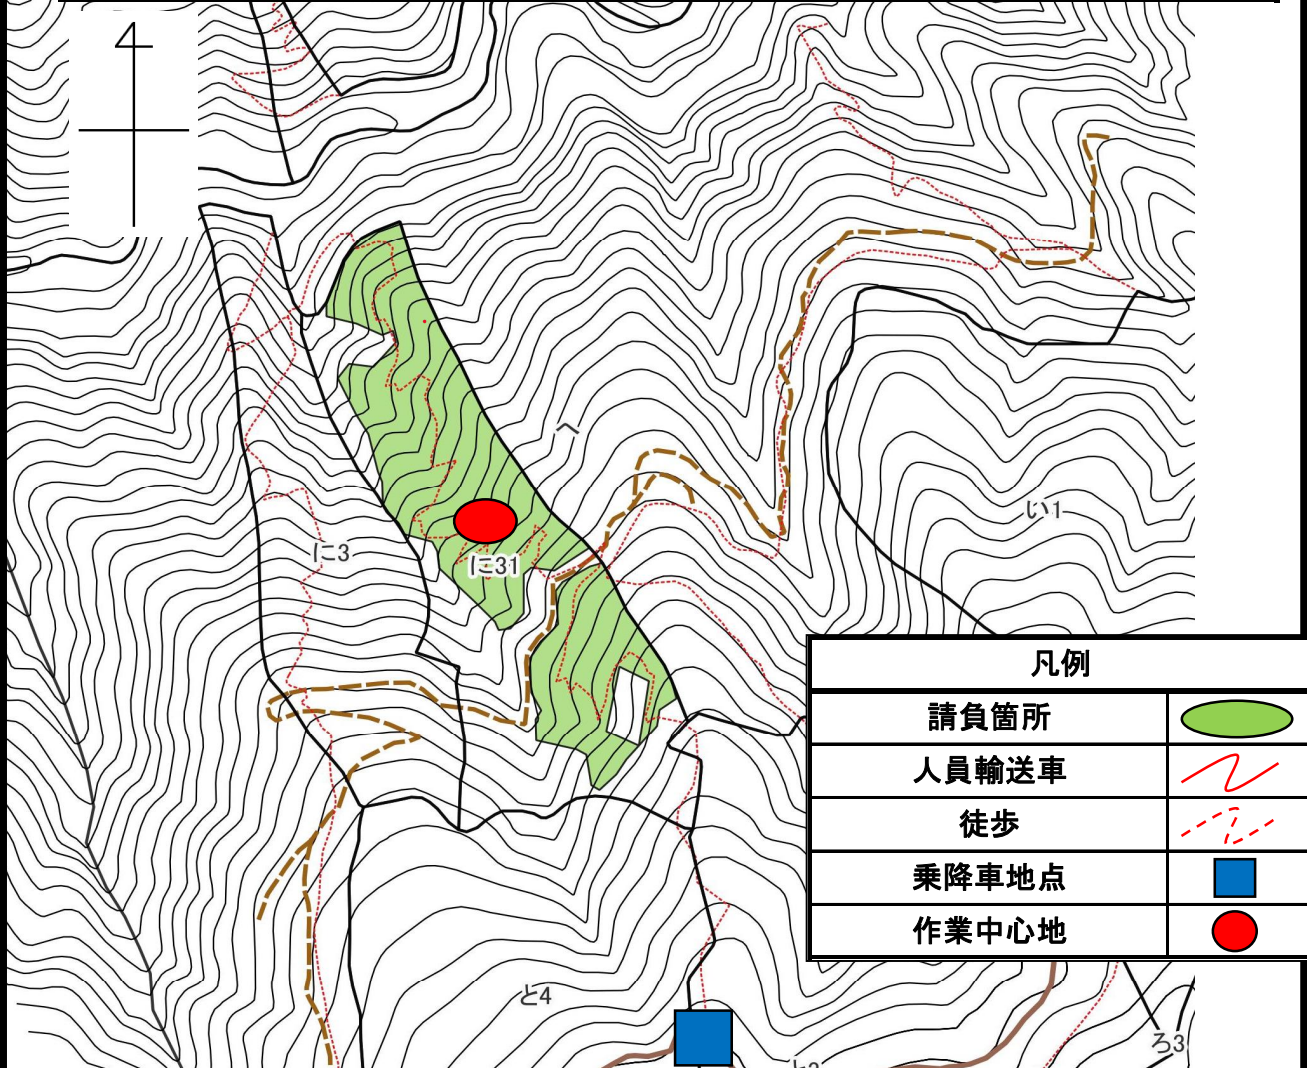 へ
い1
に3
に31
凡例
請負箇所
人員輸送車
徒歩
乗降車地点
作業中心地
と4
ろ3